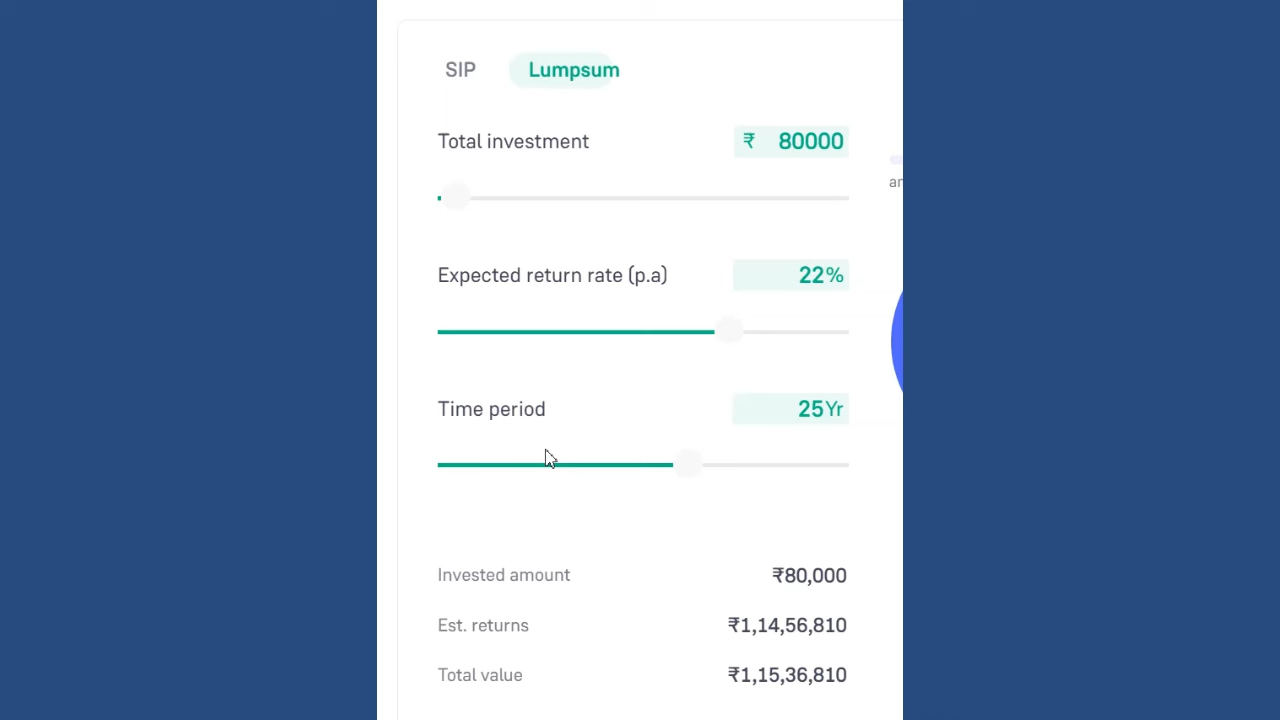 SIP Lumpsum
Total investment ₹ 80000
Expected return rate (p.a) 22%
Time period 25Yr
Invested amount ₹80,000
Est. returns ₹1,14,56,810
Total value ₹1,15,36,810